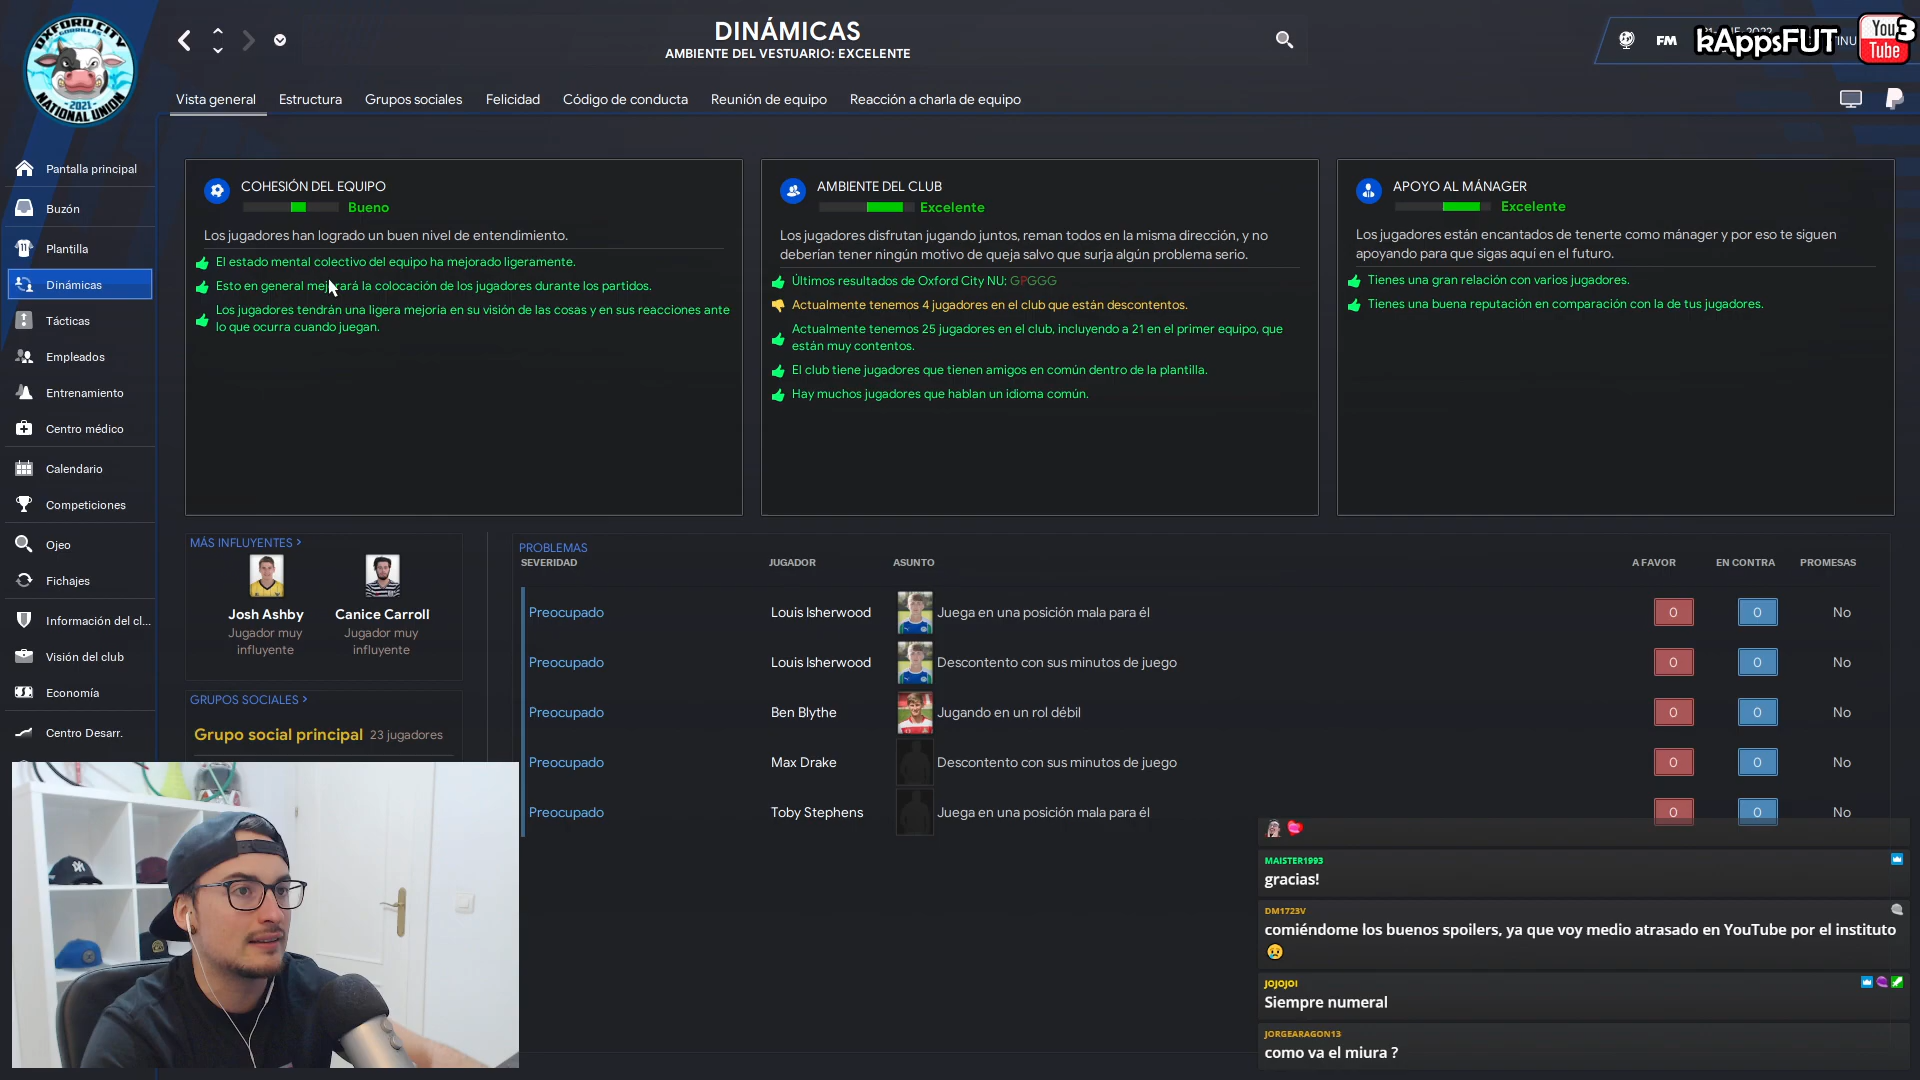 OXFORD CITY
GORRILLAS
- 2021 -
NATIONAL UNION
DINÁMICAS
AMBIENTE DEL VESTUARIO: EXCELENTE
FM
kAppsFUT
You
Tube
3
Vista general
Estructura
Grupos sociales
Felicidad
Código de conducta
Reunión de equipo
Reacción a charla de equipo
Pantalla principal
Buzón
Plantilla
Dinámicas
Tácticas
Empleados
Entrenamiento
Centro médico
Calendario
Competiciones
Ojeo
Fichajes
Información del cl...
Visión del club
Economía
Centro Desarr.
COHESIÓN DEL EQUIPO
Bueno
Los jugadores han logrado un buen nivel de entendimiento.
El estado mental colectivo del equipo ha mejorado ligeramente.
Esto en general mejorará la colocación de los jugadores durante los partidos.
Los jugadores tendrán una ligera mejoría en su visión de las cosas y en sus reacciones ante
lo que ocurra cuando juegan.
AMBIENTE DEL CLUB
Excelente
Los jugadores disfrutan jugando juntos, reman todos en la misma dirección, y no
deberían tener ningún motivo de queja salvo que surja algún problema serio.
Últimos resultados de Oxford City NU: GPGGG
Actualmente tenemos 4 jugadores en el club que están descontentos.
Actualmente tenemos 25 jugadores en el club, incluyendo a 21 en el primer equipo, que
están muy contentos.
El club tiene jugadores que tienen amigos en común dentro de la plantilla.
Hay muchos jugadores que hablan un idioma común.
APOYO AL MÁNAGER
Excelente
Los jugadores están encantados de tenerte como mánager y por eso te siguen
apoyando para que sigas aquí en el futuro.
Tienes una gran relación con varios jugadores.
Tienes una buena reputación en comparación con la de tus jugadores.
MÁS INFLUYENTES >
Josh Ashby
Jugador muy
influyente
Canice Carroll
Jugador muy
influyente
GRUPOS SOCIALES >
Grupo social principal 23 jugadores
PROBLEMAS
SEVERIDAD JUGADOR ASUNTO A FAVOR EN CONTRA PROMESAS
Preocupado Louis Isherwood Juega en una posición mala para él 0 0 No
Preocupado Louis Isherwood Descontento con sus minutos de juego 0 0 No
Preocupado Ben Blythe Jugando en un rol débil 0 0 No
Preocupado Max Drake Descontento con sus minutos de juego 0 0 No
Preocupado Toby Stephens Juega en una posición mala para él 0 0 No
MAISTER1993
gracias!
DM1723V
comiéndome los buenos spoilers, ya que voy medio atrasado en YouTube por el instituto
JOJOJOI
Siempre numeral
JORGEARAGON13
como va el miura ?